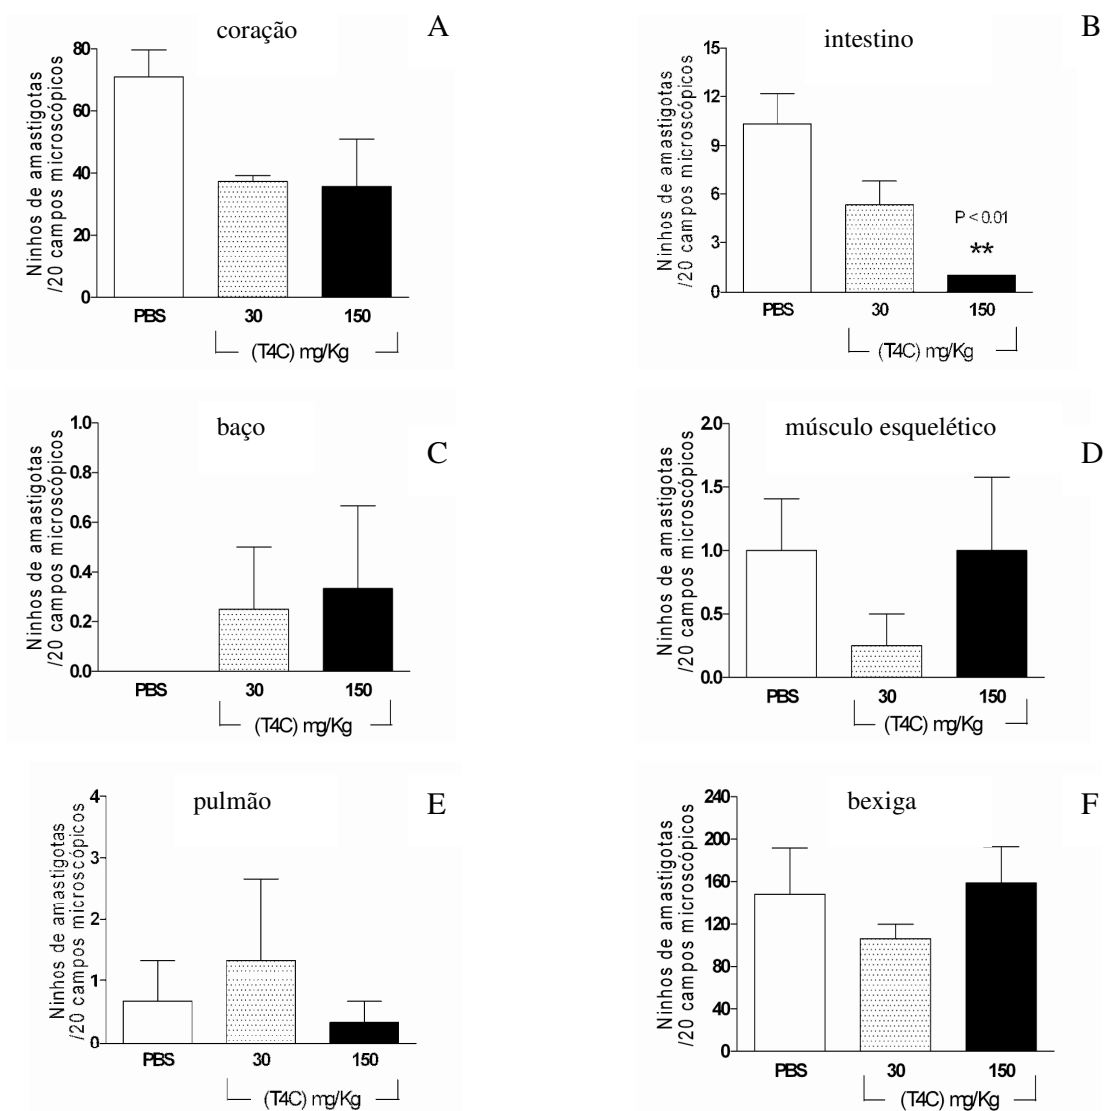 coração
A
Ninhos de amastigotas
/20 campos microscópicos
80
60
40
20
0
PBS
30
150
(T4C) mg/Kg
intestino
B
Ninhos de amastigotas
/20 campos microscópicos
15
12
9
6
3
0
P < 0.01
**
PBS
30
150
(T4C) mg/Kg
baço
C
Ninhos de amastigotas
/20 campos microscópicos
1.0
0.8
0.6
0.4
0.2
0.0
PBS
30
150
(T4C) mg/Kg
músculo esquelético
D
Ninhos de amastigotas
/20 campos microscópicos
2.0
1.5
1.0
0.5
0.0
PBS
30
150
(T4C) mg/Kg
pulmão
E
Ninhos de amastigotas
/20 campos microscópicos
4
3
2
1
0
PBS
30
150
(T4C) mg/Kg
bexiga
F
Ninhos de amastigotas
/20 campos microscópicos
240
200
160
120
80
40
0
PBS
30
150
(T4C) mg/Kg